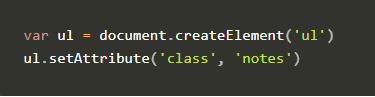 var ul = document.createElement('ul')
ul.setAttribute('class', 'notes')